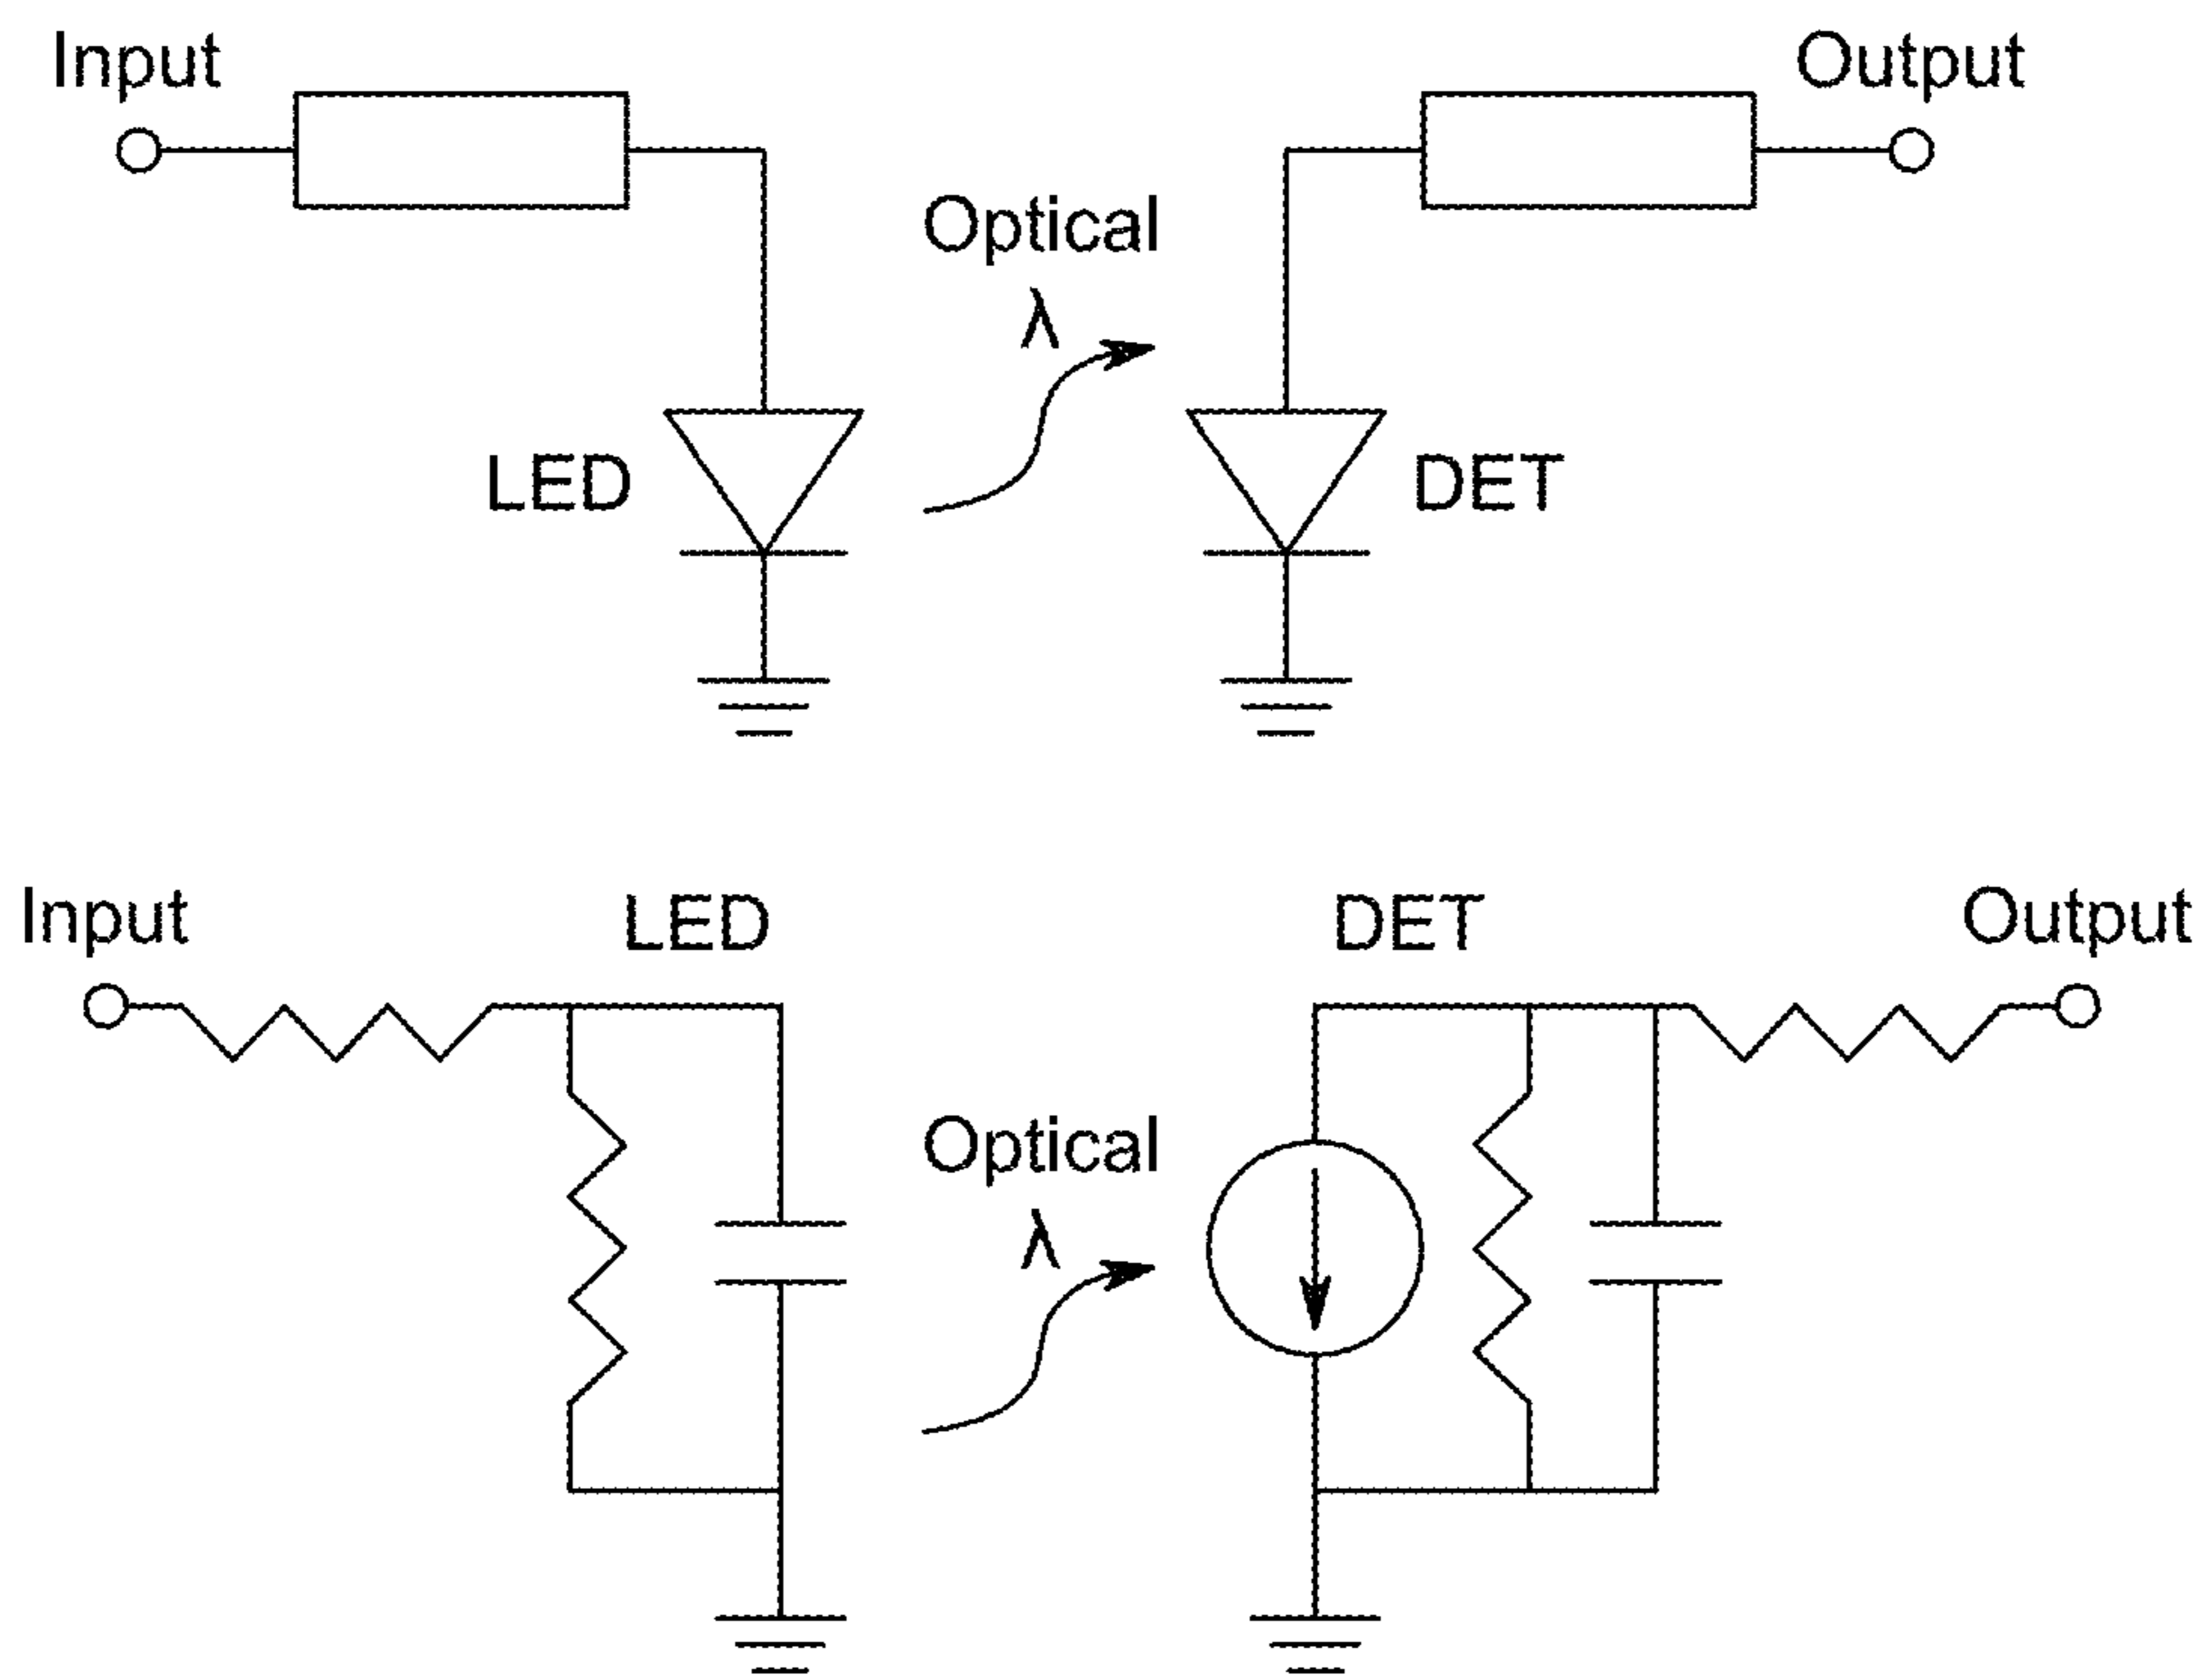 Input
Output
Optical
λ
LED
DET
Input
LED
DET
Output
Optical
λ